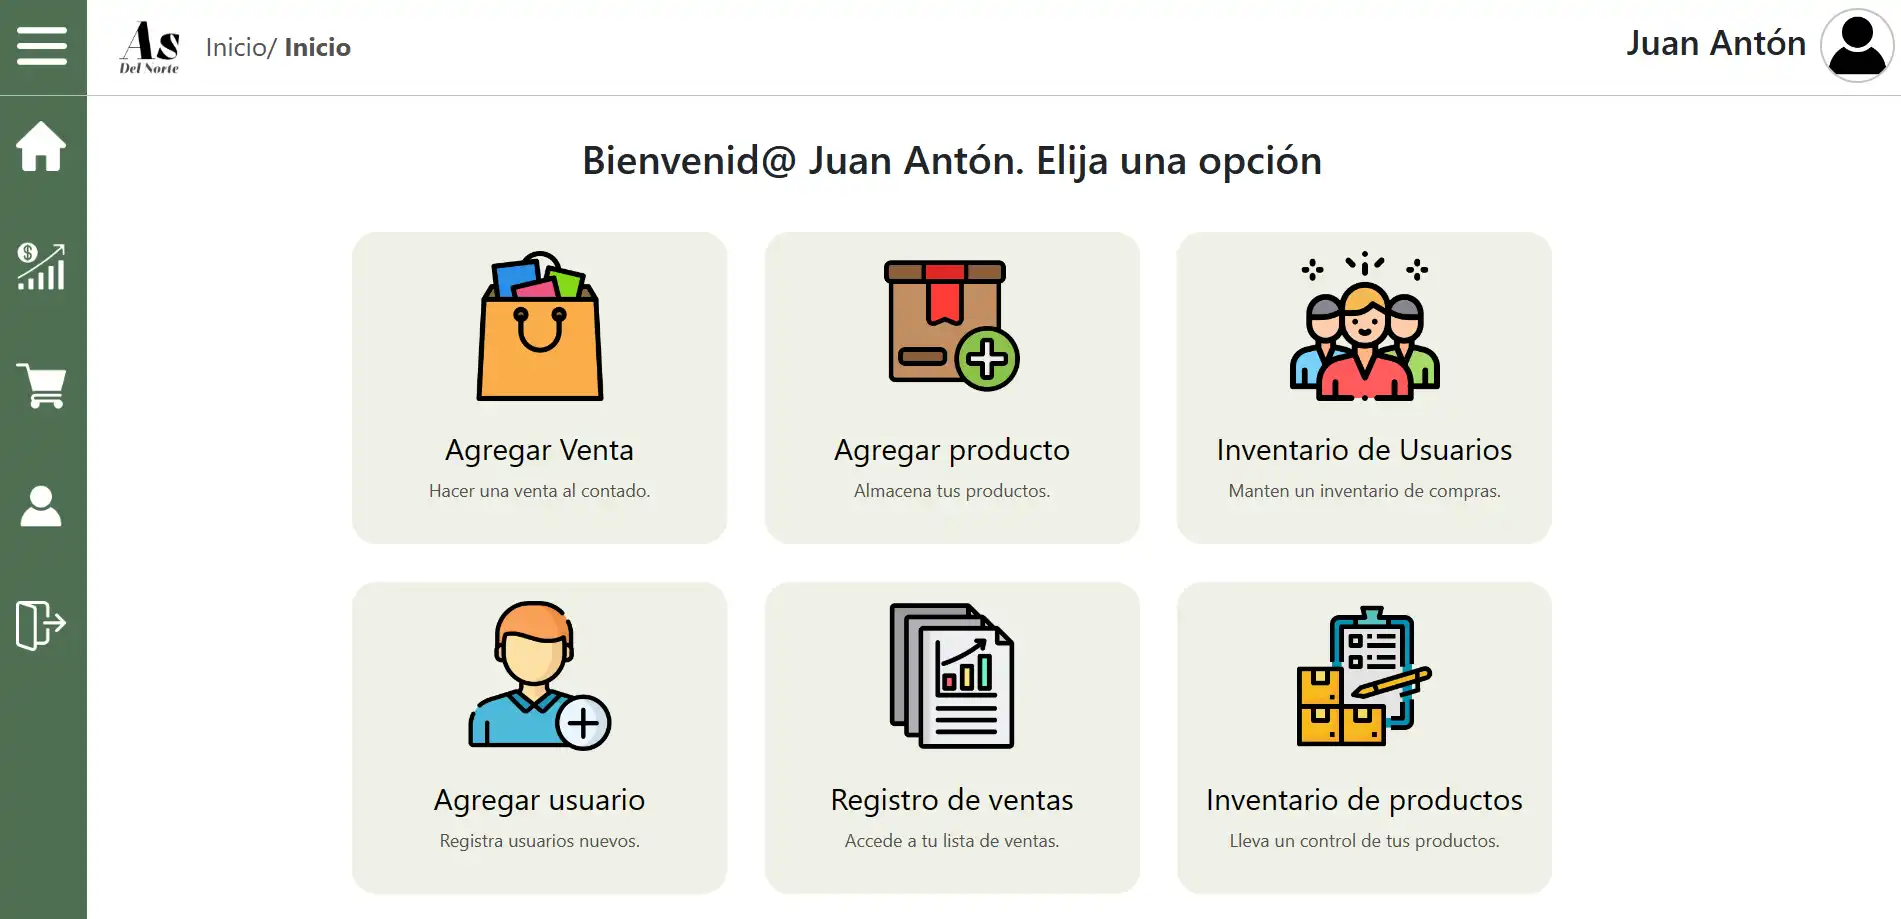 As
Del Norte
Inicio/ Inicio
Juan Antón
Bienvenid@ Juan Antón. Elija una opción
Agregar Venta
Hacer una venta al contado.
Agregar producto
Almacena tus productos.
Inventario de Usuarios
Manten un inventario de compras.
Agregar usuario
Registra usuarios nuevos.
Registro de ventas
Accede a tu lista de ventas.
Inventario de productos
Lleva un control de tus productos.